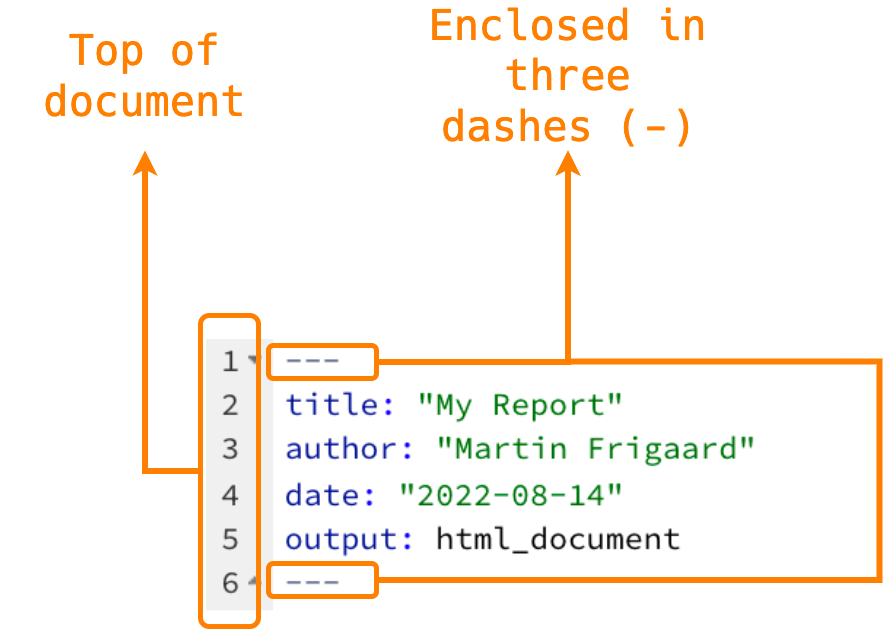 Top of
document
Enclosed in
three
dashes (-)
1 ---
2 title: "My Report"
3 author: "Martin Frigaard"
4 date: "2022-08-14"
5 output: html_document
6 ---